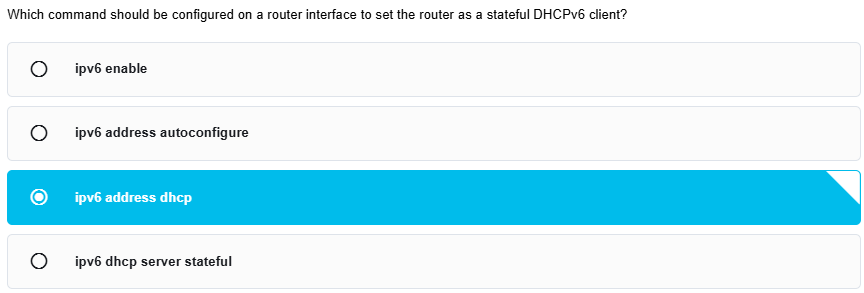 Which command should be configured on a router interface to set the router as a stateful DHCPv6 client?
ipv6 enable
ipv6 address autoconfigure
ipv6 address dhcp
ipv6 dhcp server stateful